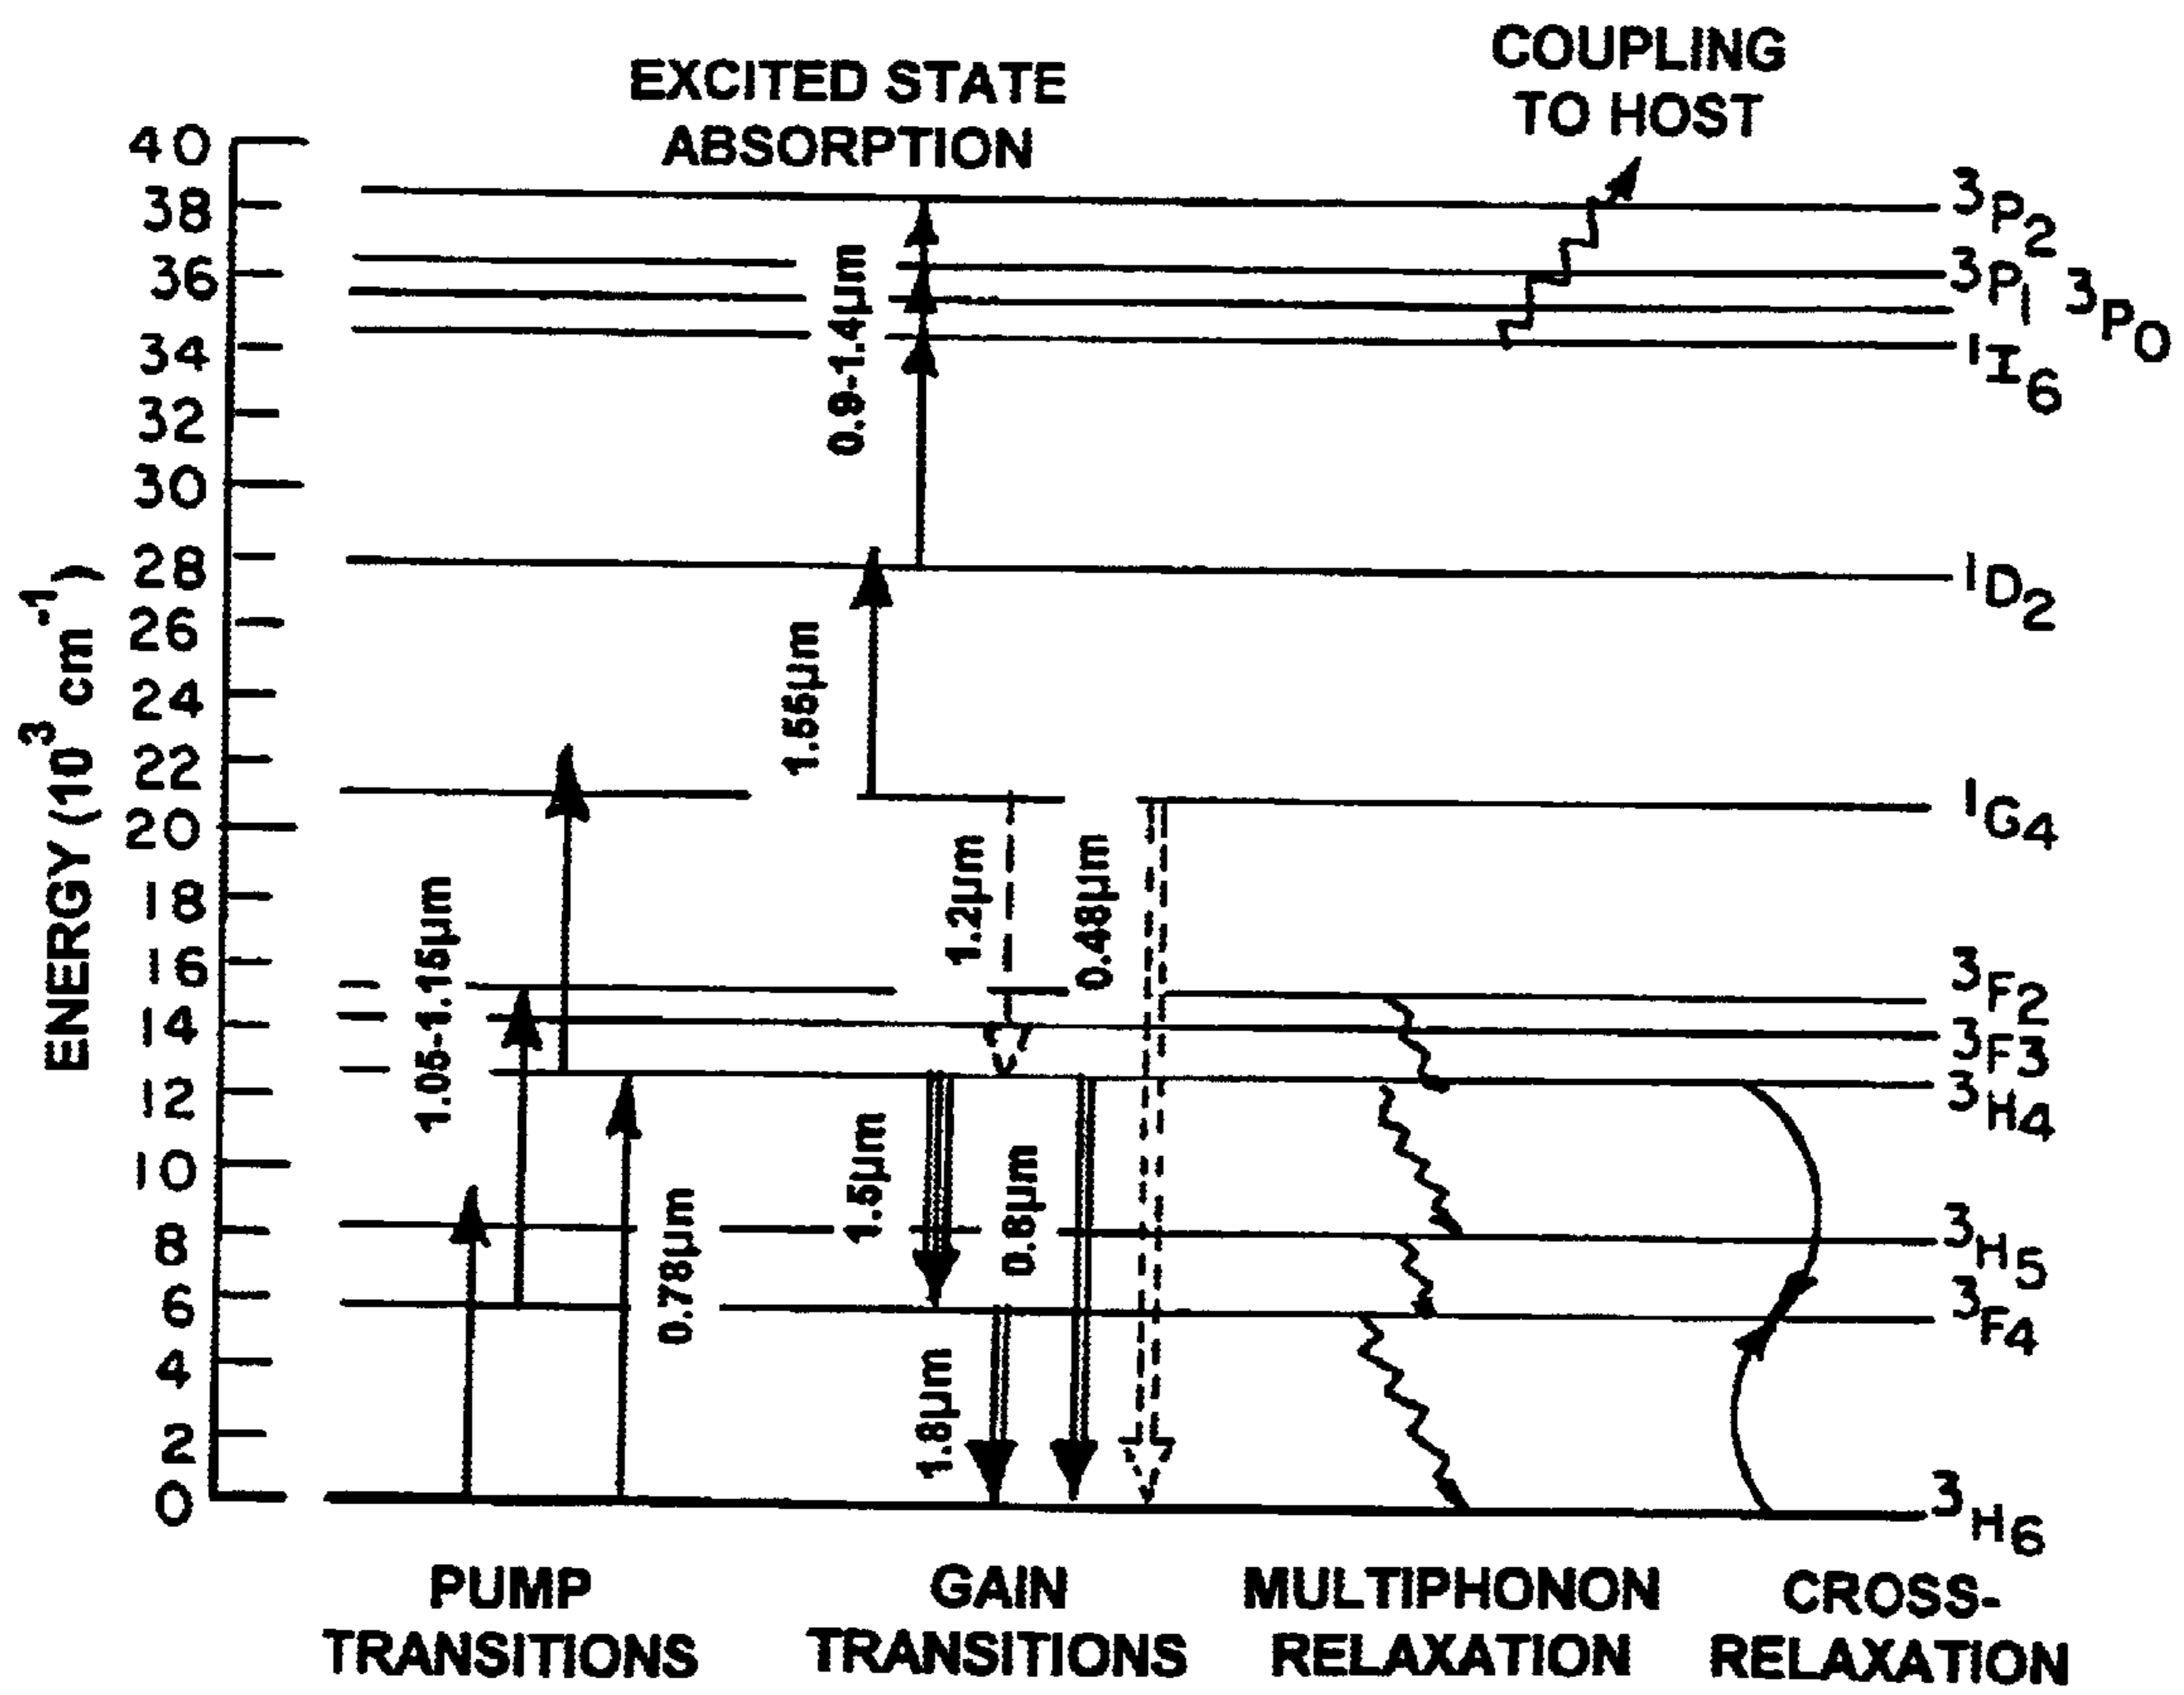 EXCITED STATE
ABSORPTION
COUPLING
TO HOST
ENERGY (10³ cm⁻¹)
40
38
36
34
32
30
28
26
24
22
20
18
16
14
12
10
8
6
4
2
0
³P₂
³P₁
³P₀
¹I₆
¹D₂
¹G₄
³F₂
³F₃
³H₄
³H₅
³F₄
³H₆
0.9-1.4μm
1.55μm
1.05-1.15μm
1.2μm
0.48μm
0.78μm
1.5μm
0.8μm
1.8μm
PUMP
TRANSITIONS
GAIN
TRANSITIONS
MULTIPHONON
RELAXATION
CROSS-
RELAXATION